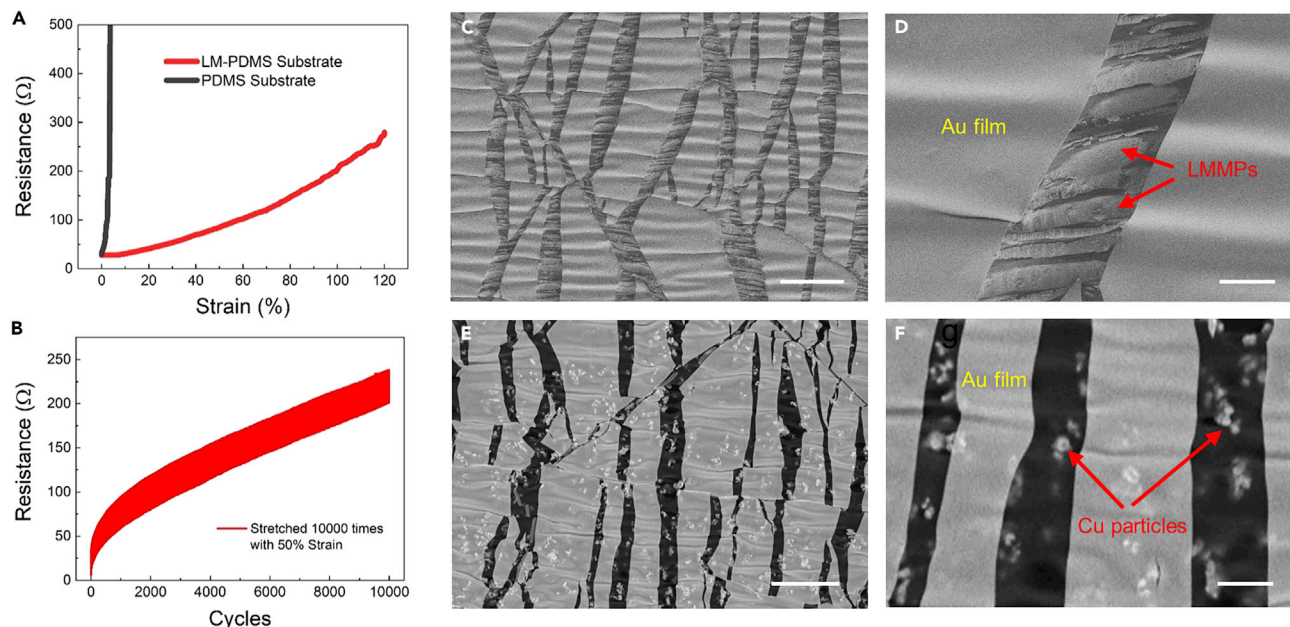 A
500
400
300
200
100
0
Resistance (Ω)
LM-PDMS Substrate
PDMS Substrate
0 20 40 60 80 100 120
Strain (%)
B
250
200
150
100
50
0
Resistance (Ω)
Stretched 10000 times
with 50% Strain
0 2000 4000 6000 8000 10000
Cycles
C
D
Au film
LMMPs
E
F
g
Au film
Cu particles